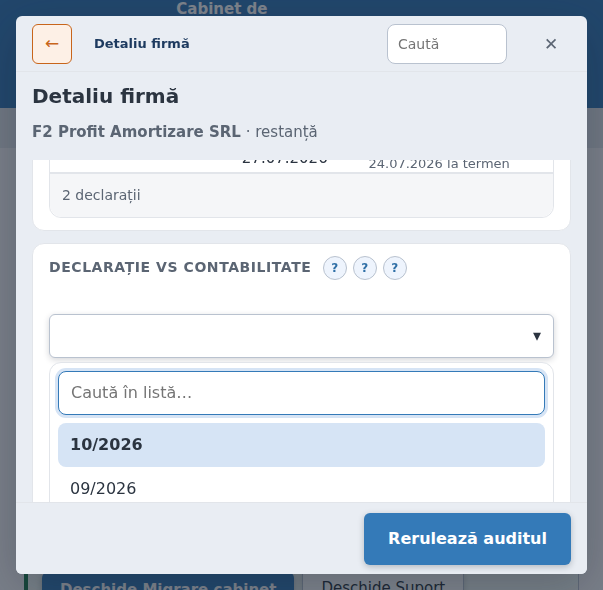 Cabinet de
←
Detaliu firmă
Caută
✕
Detaliu firmă
F2 Profit Amortizare SRL · restanță
27.07.2026
24.07.2026 la termen
2 declarații
DECLARAȚIE VS CONTABILITATE ? ? ?
▼
Caută în listă…
10/2026
09/2026
Rerulează auditul
Deschide Migrare cabinet
Deschide Suport